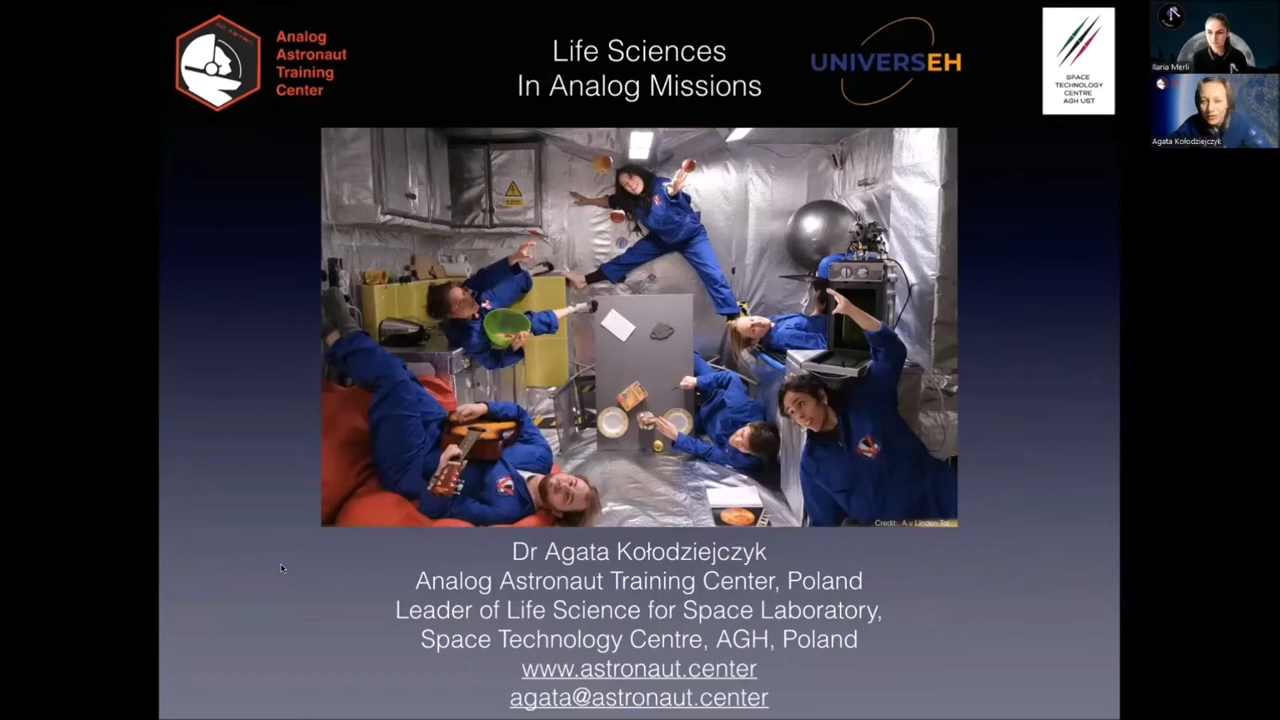 Analog
Astronaut
Training
Center
Life Sciences
In Analog Missions
UNIVERSEH
SPACE
TECHNOLOGY
CENTRE
AGH UST
Ilaria Merli
Agata Kołodziejczyk
Credit: A.v Linden Tol
Dr Agata Kołodziejczyk
Analog Astronaut Training Center, Poland
Leader of Life Science for Space Laboratory,
Space Technology Centre, AGH, Poland
www.astronaut.center
agata@astronaut.center